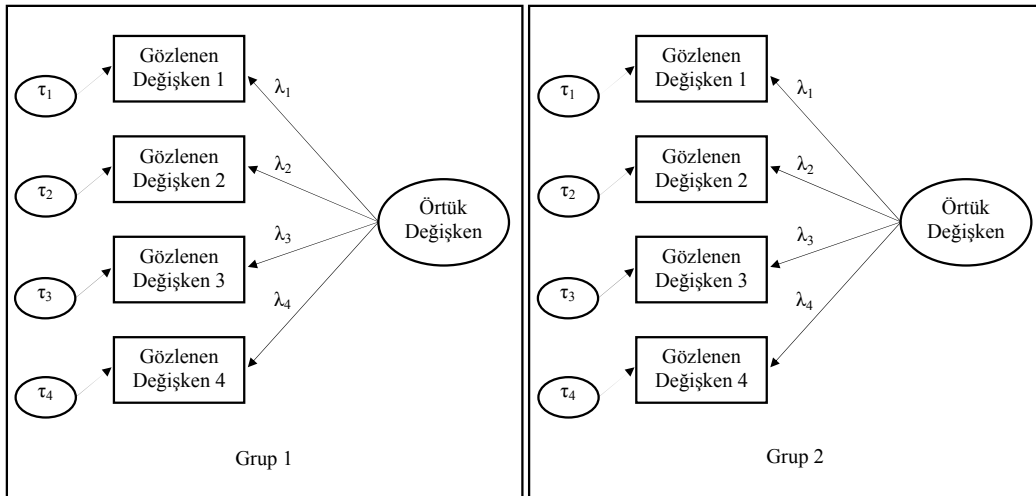 Gözlenen
Değişken 1
τ1
λ1
Gözlenen
Değişken 2
τ2
λ2
Örtük
Değişken
Gözlenen
Değişken 3
τ3
λ3
Gözlenen
Değişken 4
τ4
λ4
Grup 1
Gözlenen
Değişken 1
τ1
λ1
Gözlenen
Değişken 2
τ2
λ2
Örtük
Değişken
Gözlenen
Değişken 3
τ3
λ3
Gözlenen
Değişken 4
τ4
λ4
Grup 2